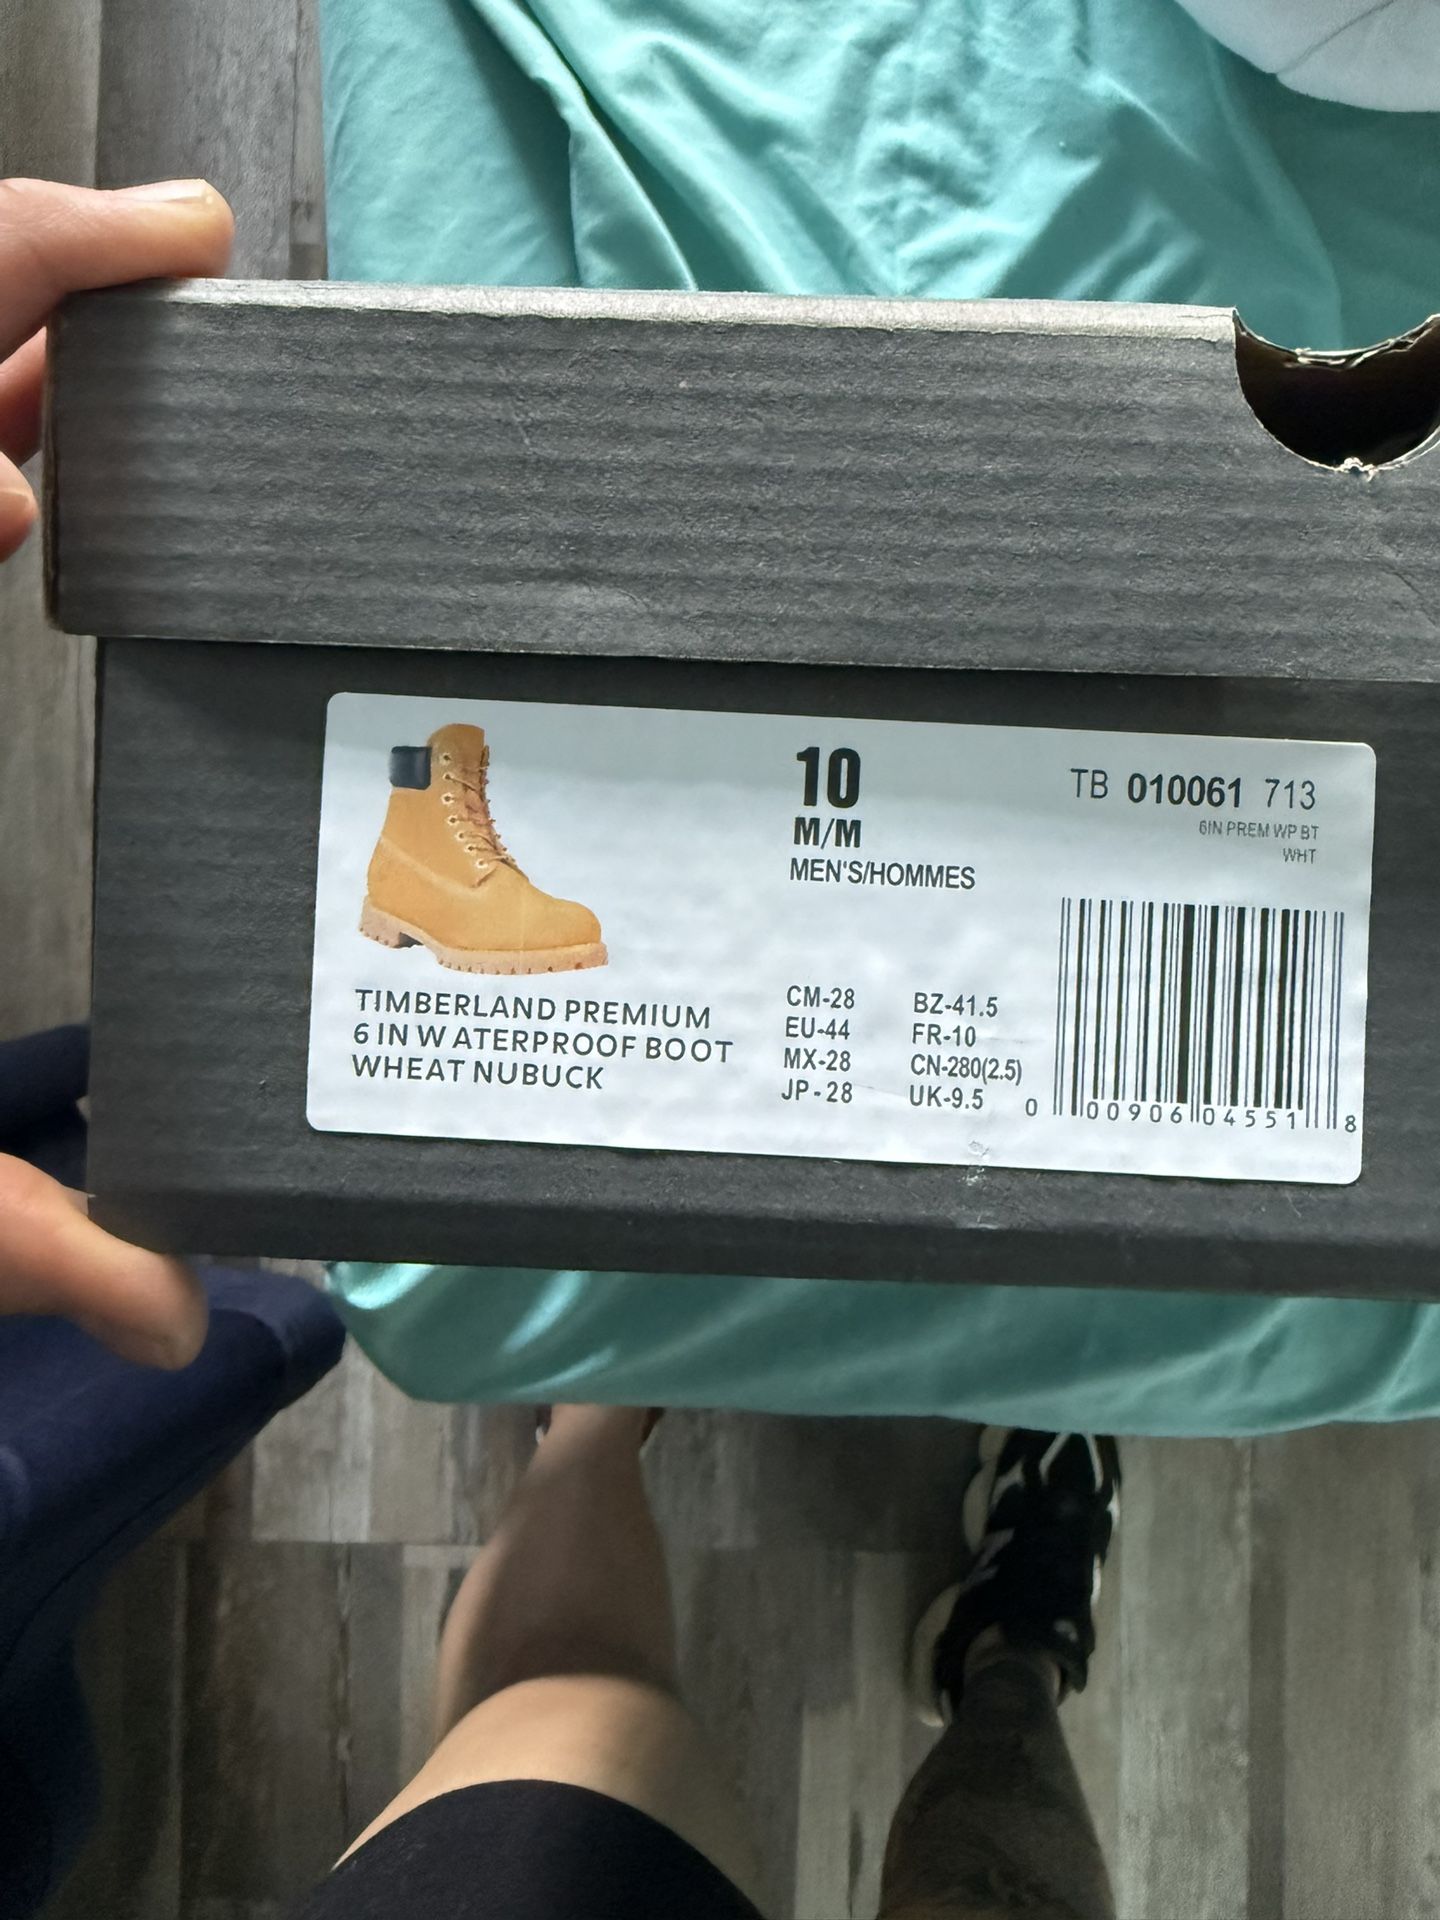 10
M/M
MEN'S/HOMMES
TB 010061 713
6IN PREM WP BT
WHT
TIMBERLAND PREMIUM
6 IN W ATERPROOF BOOT
WHEAT NUBUCK
CM-28 BZ-41.5
EU-44 FR-10
MX-28 CN-280(2.5)
JP-28 UK-9.5
0 00906 04551 8